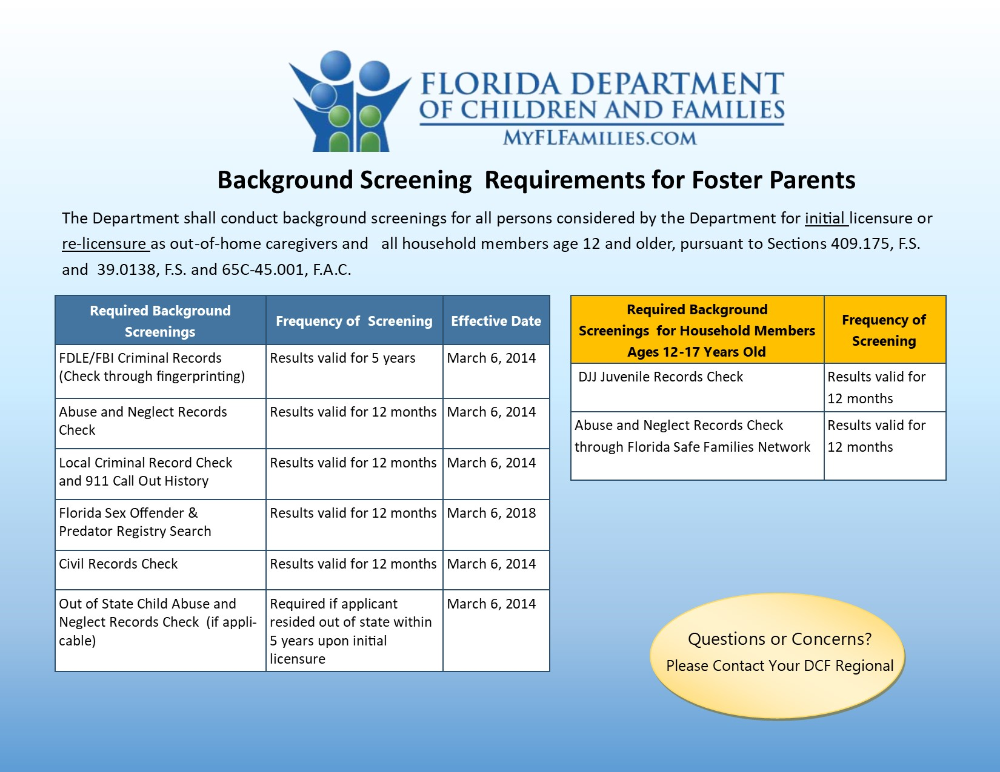 FLORIDA DEPARTMENT
OF CHILDREN AND FAMILIES
MYFLFAMILIES.COM
Background Screening  Requirements for Foster Parents
The Department shall conduct background screenings for all persons considered by the Department for initial licensure or
re-licensure as out-of-home caregivers and   all household members age 12 and older, pursuant to Sections 409.175, F.S.
and  39.0138, F.S. and 65C-45.001, F.A.C.
Required Background
Screenings
Frequency of  Screening
Effective Date
FDLE/FBI Criminal Records
(Check through fingerprinting)
Results valid for 5 years
March 6, 2014
Abuse and Neglect Records
Check
Results valid for 12 months
March 6, 2014
Local Criminal Record Check
and 911 Call Out History
Results valid for 12 months
March 6, 2014
Florida Sex Offender &
Predator Registry Search
Results valid for 12 months
March 6, 2018
Civil Records Check
Results valid for 12 months
March 6, 2014
Out of State Child Abuse and
Neglect Records Check  (if appli-
cable)
Required if applicant
resided out of state within
5 years upon initial
licensure
March 6, 2014
Required Background
Screenings  for Household Members
Ages 12-17 Years Old
Frequency of
Screening
DJJ Juvenile Records Check
Results valid for
12 months
Abuse and Neglect Records Check
through Florida Safe Families Network
Results valid for
12 months
Questions or Concerns?
Please Contact Your DCF Regional